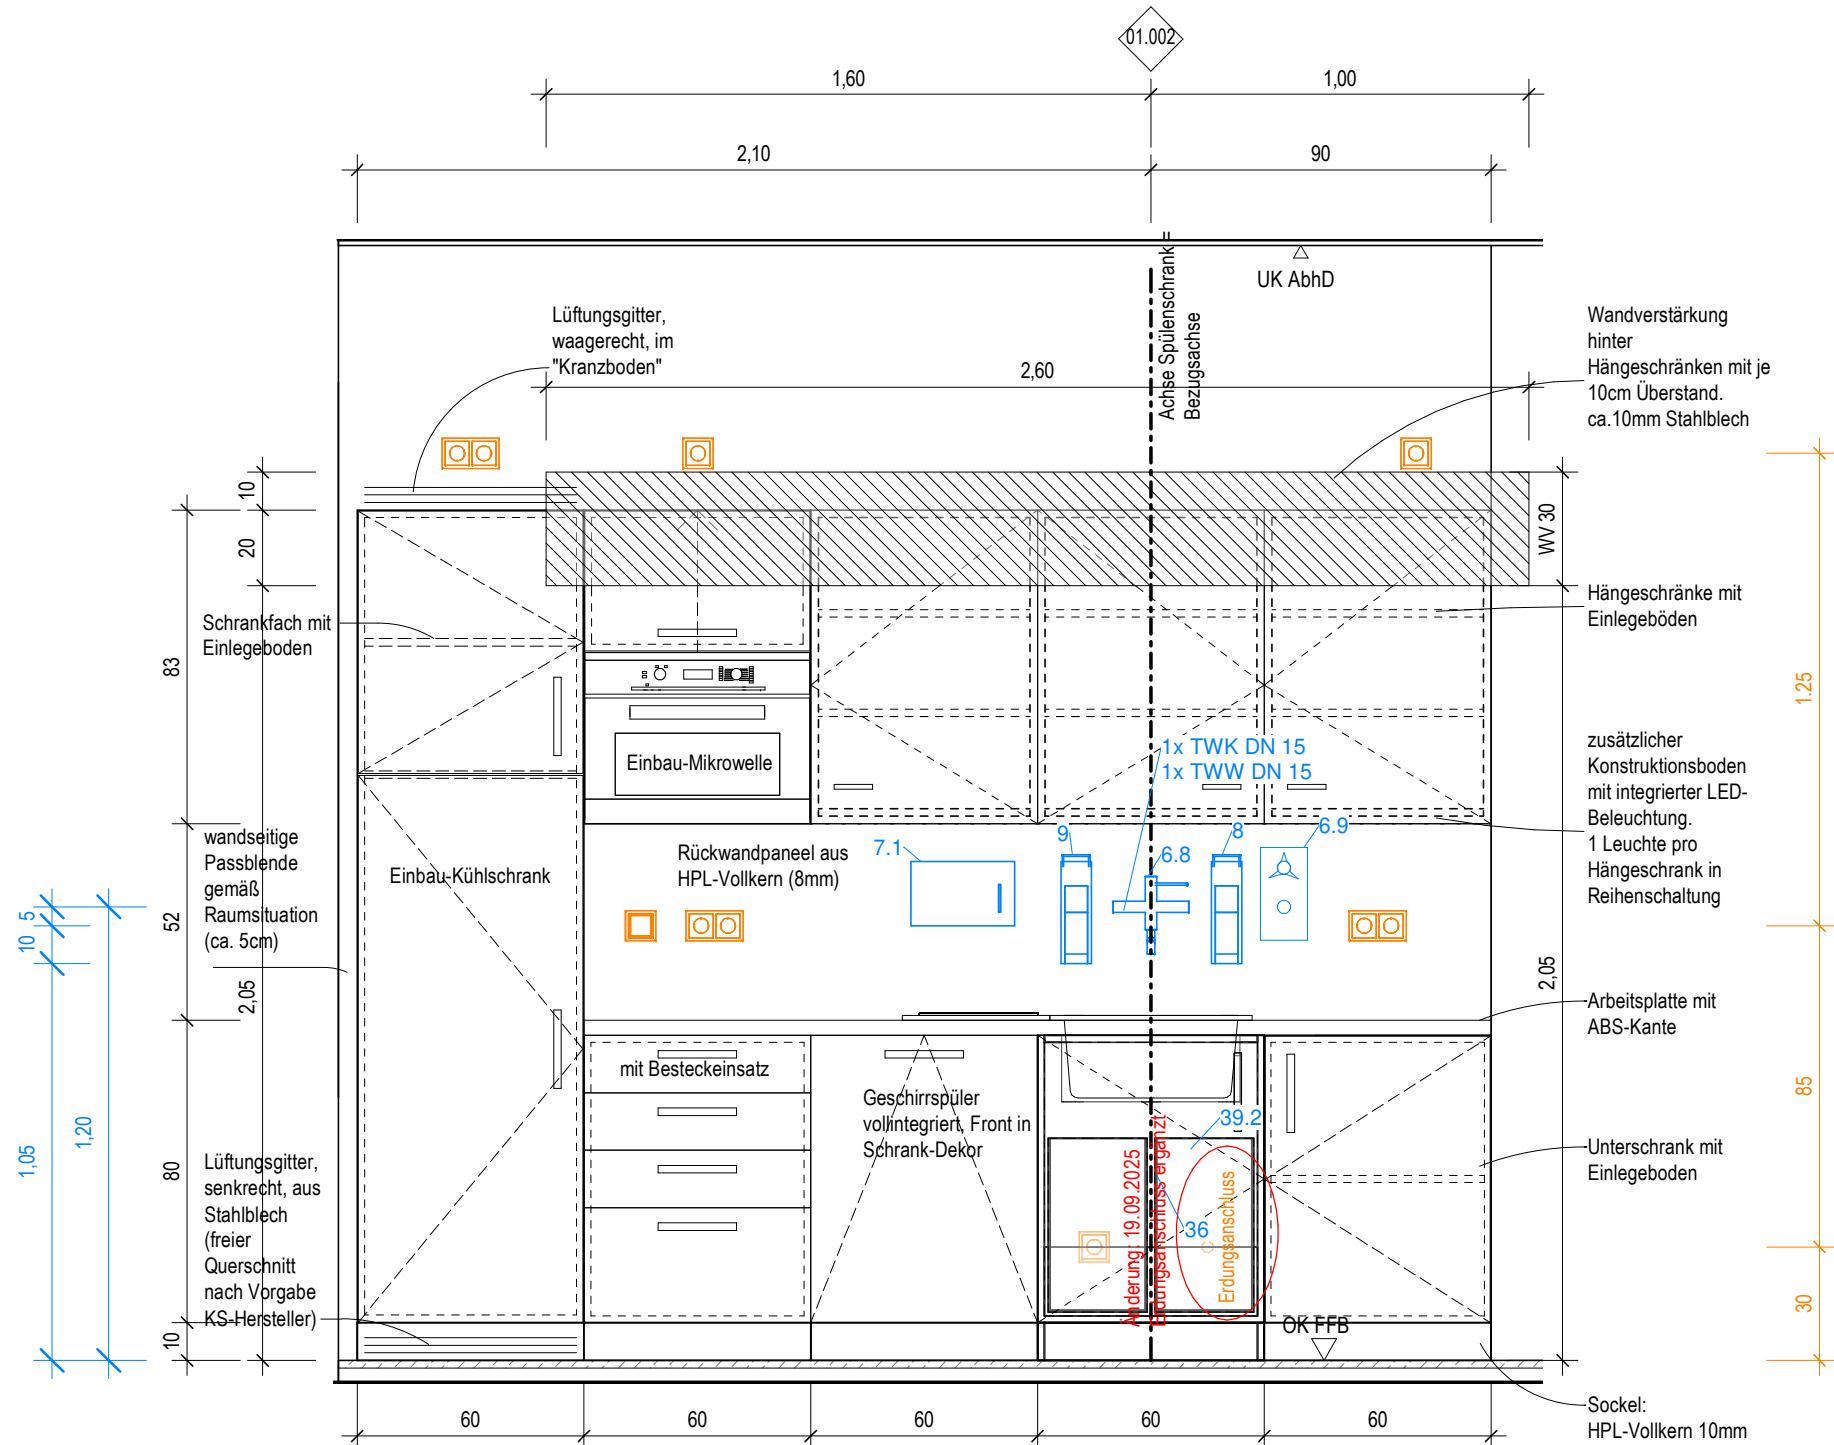 01.002
1,60
1,00
2,10
90
UK AbhD
Achse Spülenschrank =
Bezugsachse
Lüftungsgitter,
waagerecht, im
"Kranzboden"
2,60
Wandverstärkung
hinter
Hängeschränken mit je
10cm Überstand.
ca.10mm Stahlblech
10
20
WV 30
83
Schrankfach mit
Einlegeboden
Hängeschränke mit
Einlegeböden
1.25
Einbau-Mikrowelle
1x TWK DN 15
1x TWW DN 15
zusätzlicher
Konstruktionsboden
mit integrierter LED-
Beleuchtung.
1 Leuchte pro
Hängeschrank in
Reihenschaltung
wandseitige
Passblende
gemäß
Raumsituation
(ca. 5cm)
Einbau-Kühlschrank
Rückwandpaneel aus
HPL-Vollkern (8mm)
7.1
9
6.8
8
6.9
5
10
52
2,05
2,05
Arbeitsplatte mit
ABS-Kante
mit Besteckeinsatz
Geschirrspüler
vollintegriert, Front in
Schrank-Dekor
39.2
36
Änderung: 19.09.2025
Erdungsanschluss ergänzt
Erdungsanschluss
85
1,05
1,20
80
Unterschrank mit
Einlegeboden
Lüftungsgitter,
senkrecht, aus
Stahlblech
(freier
Querschnitt
nach Vorgabe
KS-Hersteller)
10
30
OK FFB
Sockel:
HPL-Vollkern 10mm
60
60
60
60
60